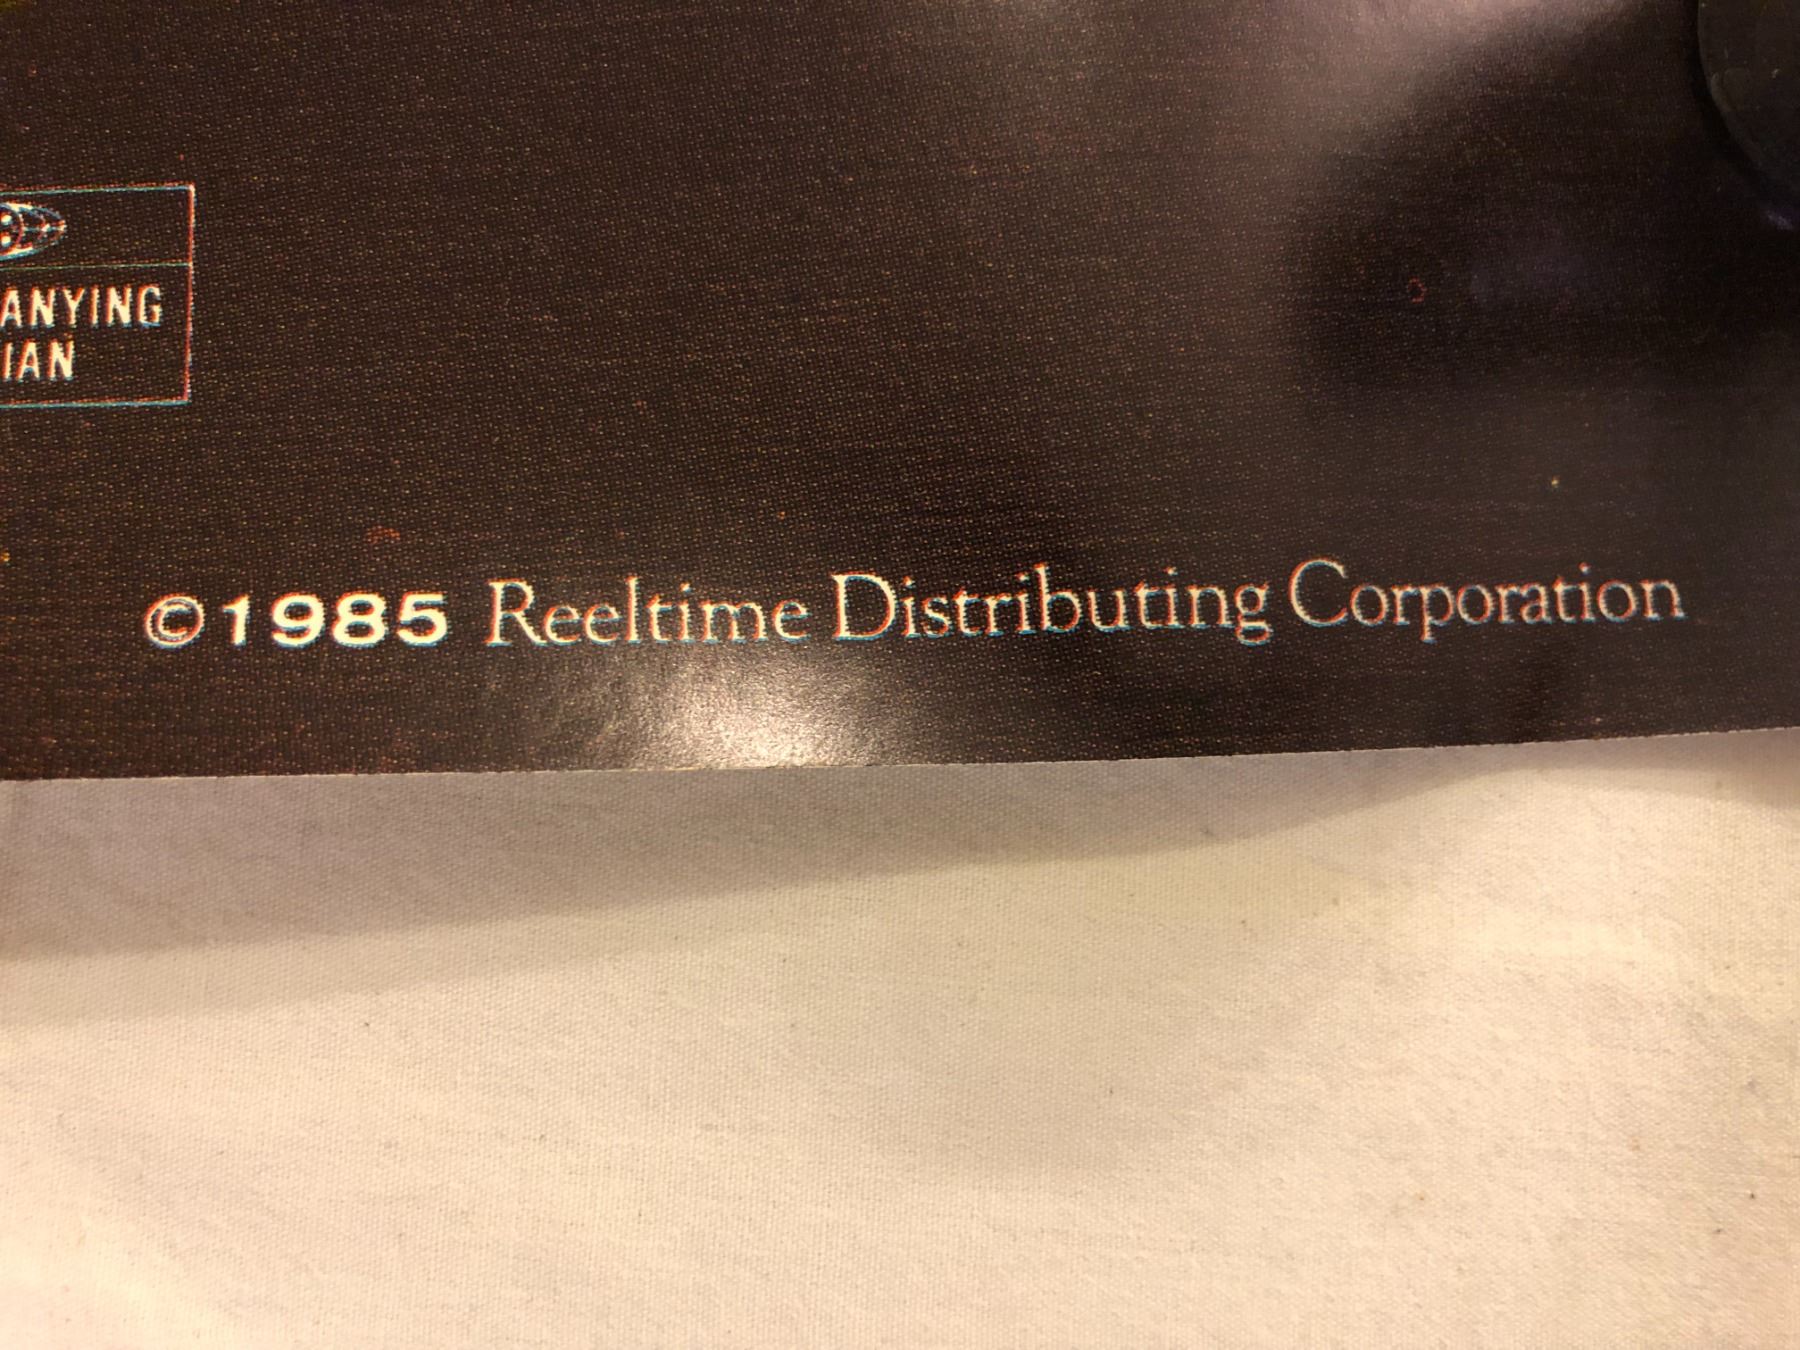 ANYING
IAN
©1985 Reeltime Distributing Corporation